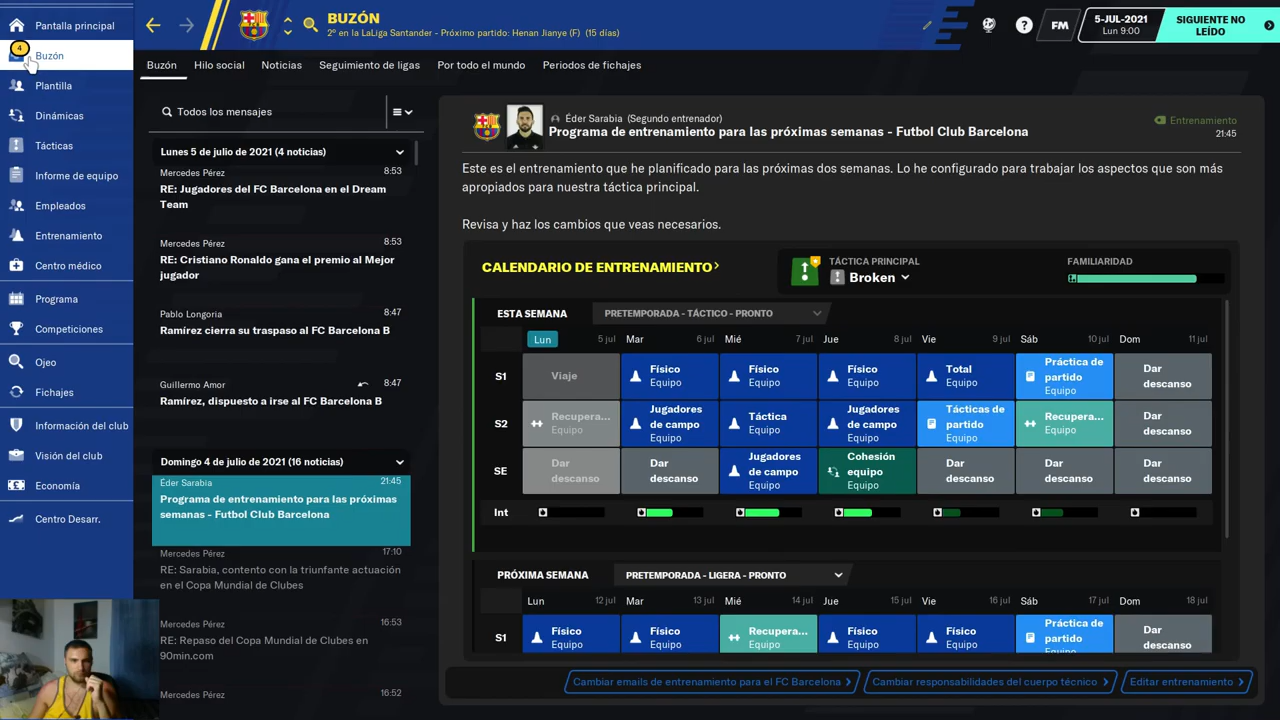 Pantalla principal
4
Buzón
Plantilla
Dinámicas
Tácticas
Informe de equipo
Empleados
Entrenamiento
Centro médico
Programa
Competiciones
Ojeo
Fichajes
Información del club
Visión del club
Economía
Centro Desarr.
BUZÓN
2º en la LaLiga Santander - Próximo partido: Henan Jianye (F) (15 días)
FM
5-JUL-2021
Lun 9:00
SIGUIENTE NO
LEÍDO
Buzón Hilo social Noticias Seguimiento de ligas Por todo el mundo Periodos de fichajes
Todos los mensajes
Lunes 5 de julio de 2021 (4 noticias)
Mercedes Pérez 8:53
RE: Jugadores del FC Barcelona en el Dream
Team
Mercedes Pérez 8:53
RE: Cristiano Ronaldo gana el premio al Mejor
jugador
Pablo Longoria 8:47
Ramírez cierra su traspaso al FC Barcelona B
Guillermo Amor 8:47
Ramírez, dispuesto a irse al FC Barcelona B
Domingo 4 de julio de 2021 (16 noticias)
Éder Sarabia 21:45
Programa de entrenamiento para las próximas
semanas - Futbol Club Barcelona
Mercedes Pérez 17:10
RE: Sarabia, contento con la triunfante actuación
en el Copa Mundial de Clubes
Mercedes Pérez 16:53
RE: Repaso del Copa Mundial de Clubes en
90min.com
Mercedes Pérez 16:52
Éder Sarabia (Segundo entrenador)
Programa de entrenamiento para las próximas semanas - Futbol Club Barcelona
Entrenamiento
21:45
Este es el entrenamiento que he planificado para las próximas dos semanas. Lo he configurado para trabajar los aspectos que son más
apropiados para nuestra táctica principal.
Revisa y haz los cambios que veas necesarios.
CALENDARIO DE ENTRENAMIENTO
TÁCTICA PRINCIPAL
Broken
FAMILIARIDAD
ESTA SEMANA PRETEMPORADA - TÁCTICO - PRONTO
Lun 5 jul Mar 6 jul Mié 7 jul Jue 8 jul Vie 9 jul Sáb 10 jul Dom 11 jul
S1
Viaje
Físico
Equipo
Físico
Equipo
Físico
Equipo
Total
Equipo
Práctica de
partido
Equipo
Dar
descanso
S2
Recupera...
Equipo
Jugadores
de campo
Equipo
Táctica
Equipo
Jugadores
de campo
Equipo
Tácticas de
partido
Equipo
Recupera...
Equipo
Dar
descanso
SE
Dar
descanso
Dar
descanso
Jugadores
de campo
Equipo
Cohesión
equipo
Equipo
Dar
descanso
Dar
descanso
Dar
descanso
Int
PRÓXIMA SEMANA PRETEMPORADA - LIGERA - PRONTO
Lun 12 jul Mar 13 jul Mié 14 jul Jue 15 jul Vie 16 jul Sáb 17 jul Dom 18 jul
S1
Físico
Equipo
Físico
Equipo
Recupera...
Equipo
Físico
Equipo
Físico
Equipo
Práctica de
partido
Equipo
Dar
descanso
Cambiar emails de entrenamiento para el FC Barcelona
Cambiar responsabilidades del cuerpo técnico
Editar entrenamiento